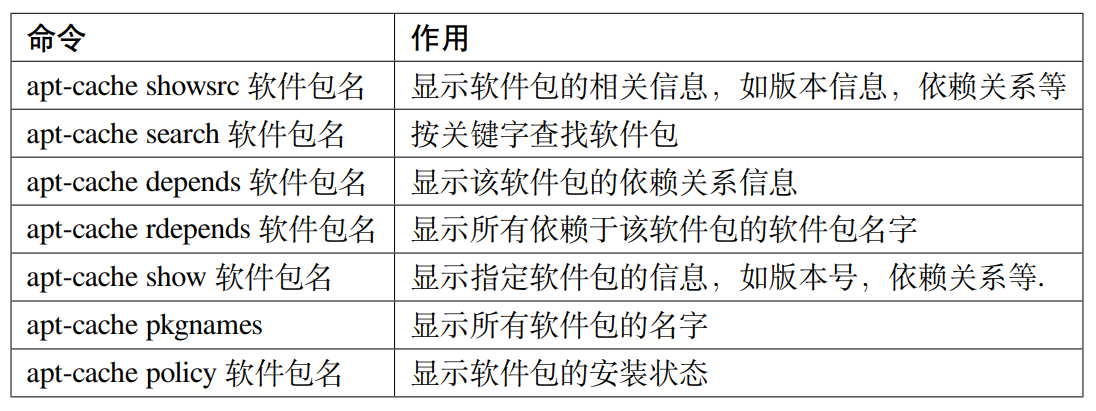 命令 作用
apt-cache showsrc 软件包名 显示软件包的相关信息，如版本信息，依赖关系等
apt-cache search 软件包名 按关键字查找软件包
apt-cache depends 软件包名 显示该软件包的依赖关系信息
apt-cache rdepends 软件包名 显示所有依赖于该软件包的软件包名字
apt-cache show 软件包名 显示指定软件包的信息，如版本号，依赖关系等.
apt-cache pkgnames 显示所有软件包的名字
apt-cache policy 软件包名 显示软件包的安装状态